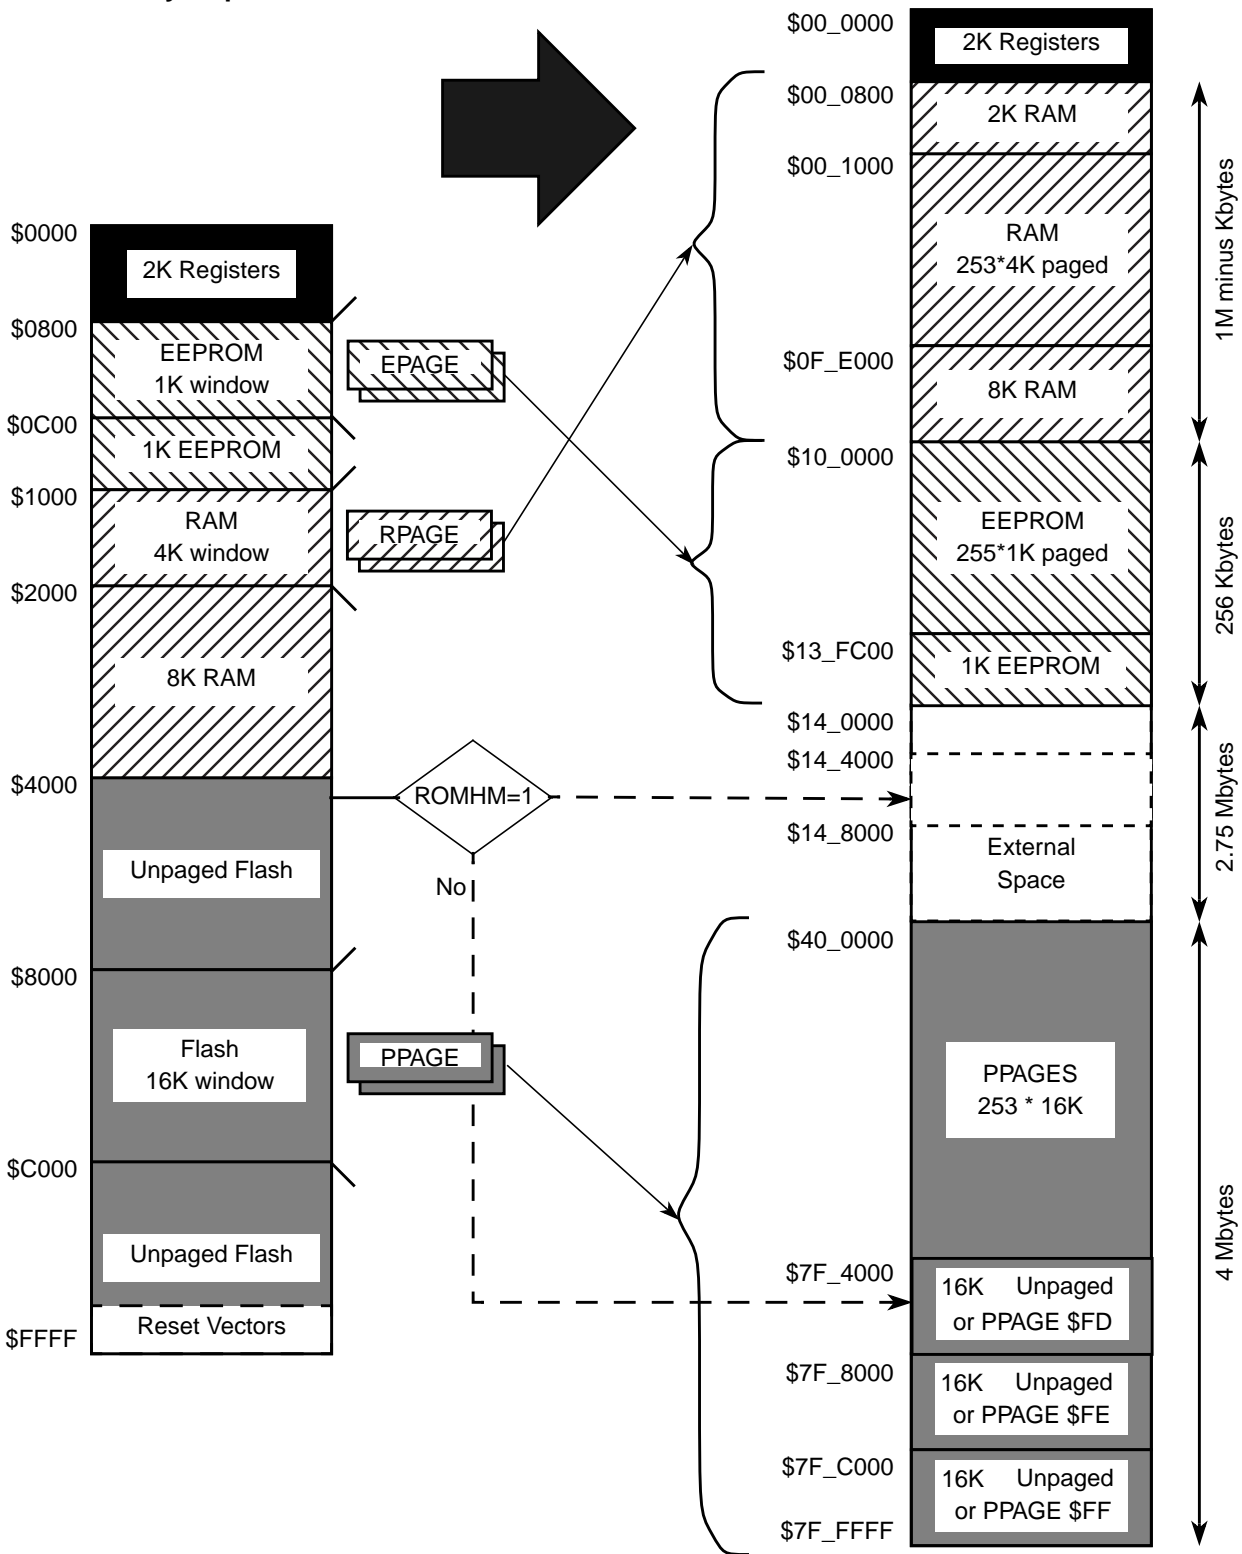 $0000
2K Registers
$0800
EEPROM
1K window
$0C00
1K EEPROM
$1000
RAM
4K window
$2000
8K RAM
$4000
Unpaged Flash
$8000
Flash
16K window
$C000
Unpaged Flash
Reset Vectors
$FFFF
EPAGE
RPAGE
ROMHM=1
No
PPAGE
$00_0000
2K Registers
$00_0800
2K RAM
$00_1000
RAM
253*4K paged
$0F_E000
8K RAM
$10_0000
EEPROM
255*1K paged
$13_FC00
1K EEPROM
$14_0000
$14_4000
$14_8000
External
Space
$40_0000
PPAGES
253 * 16K
$7F_4000
16K Unpaged
or PPAGE $FD
$7F_8000
16K Unpaged
or PPAGE $FE
$7F_C000
16K Unpaged
or PPAGE $FF
$7F_FFFF
1M minus Kbytes
256 Kbytes
2.75 Mbytes
4 Mbytes